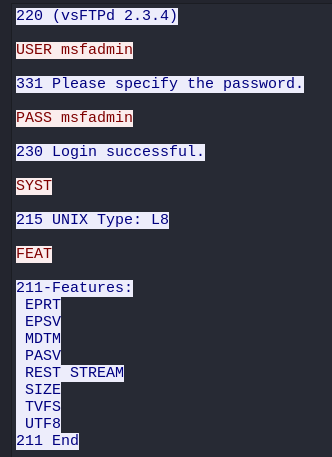 220 (vsFTPd 2.3.4)
USER msfadmin
331 Please specify the password.
PASS msfadmin
230 Login successful.
SYST
215 UNIX Type: L8
FEAT
211-Features:
EPRT
EPSV
MDTM
PASV
REST STREAM
SIZE
TVFS
UTF8
211 End